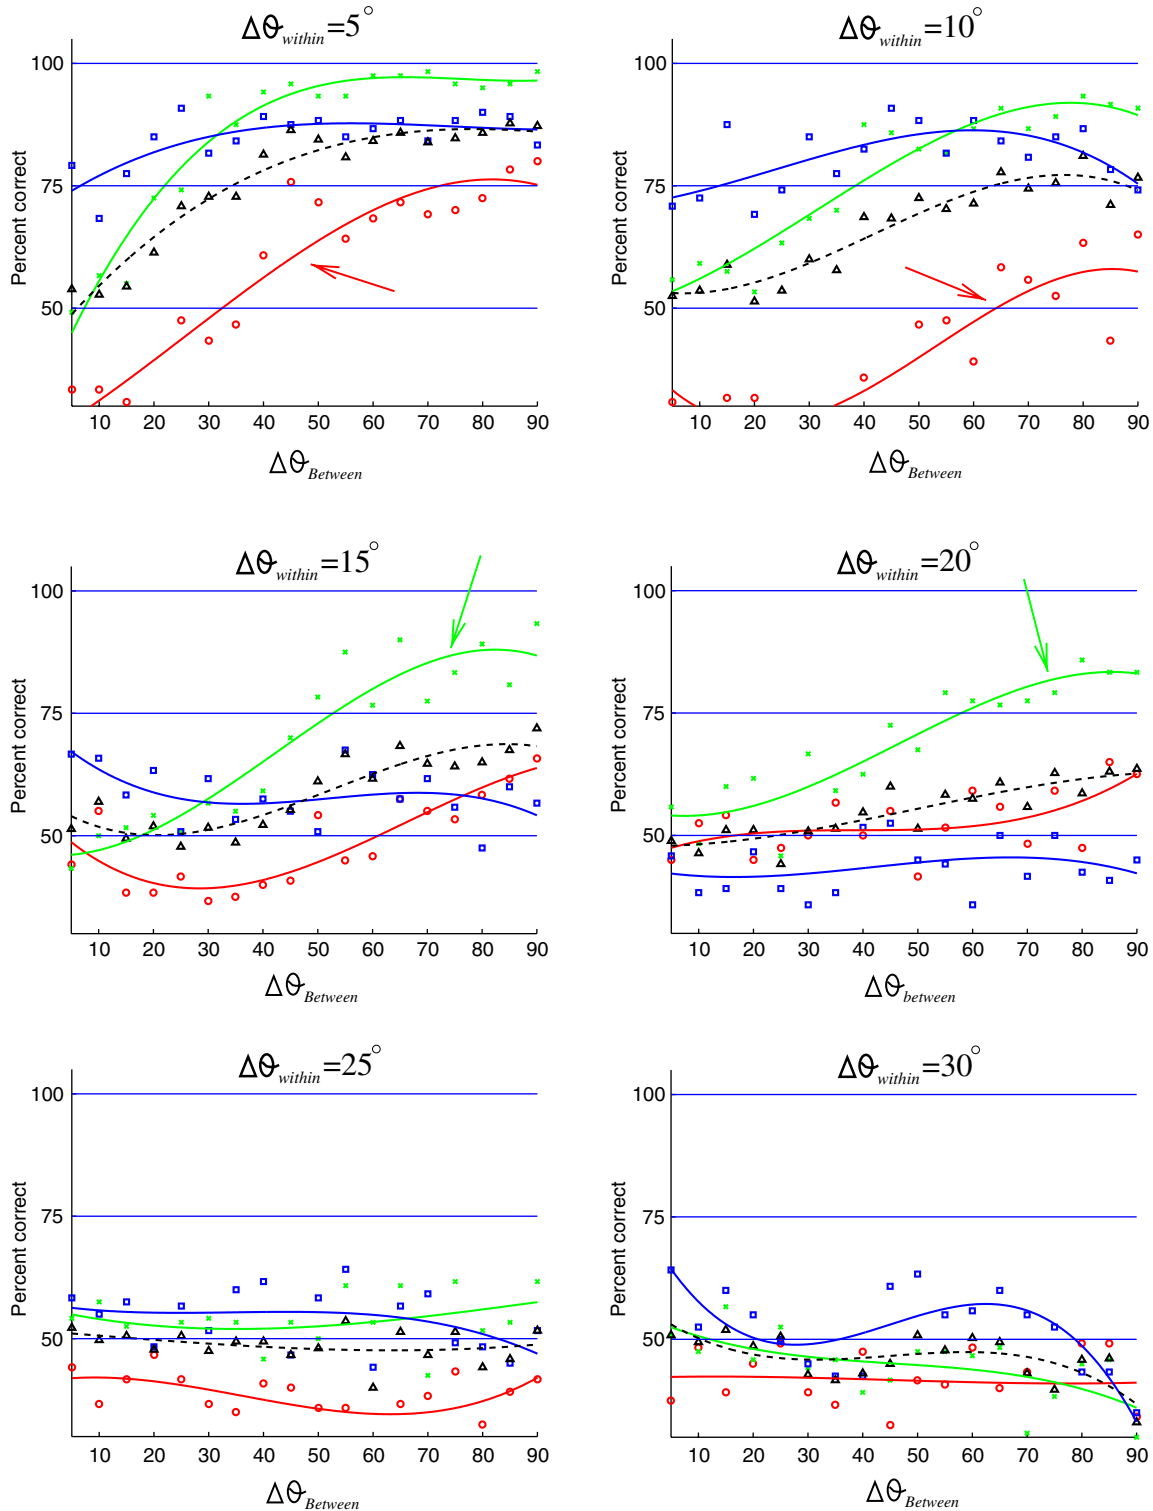 Δθwithin=5° Δθwithin=10°
100 100
75 75
50 50
Percent correct Percent correct
10 20 30 40 50 60 70 80 90 10 20 30 40 50 60 70 80 90
ΔθBetween ΔθBetween
Δθwithin=15° Δθwithin=20°
100 100
75 75
50 50
Percent correct Percent correct
10 20 30 40 50 60 70 80 90 10 20 30 40 50 60 70 80 90
ΔθBetween Δθbetween
Δθwithin=25° Δθwithin=30°
100 100
75 75
50 50
Percent correct Percent correct
10 20 30 40 50 60 70 80 90 10 20 30 40 50 60 70 80 90
ΔθBetween ΔθBetween